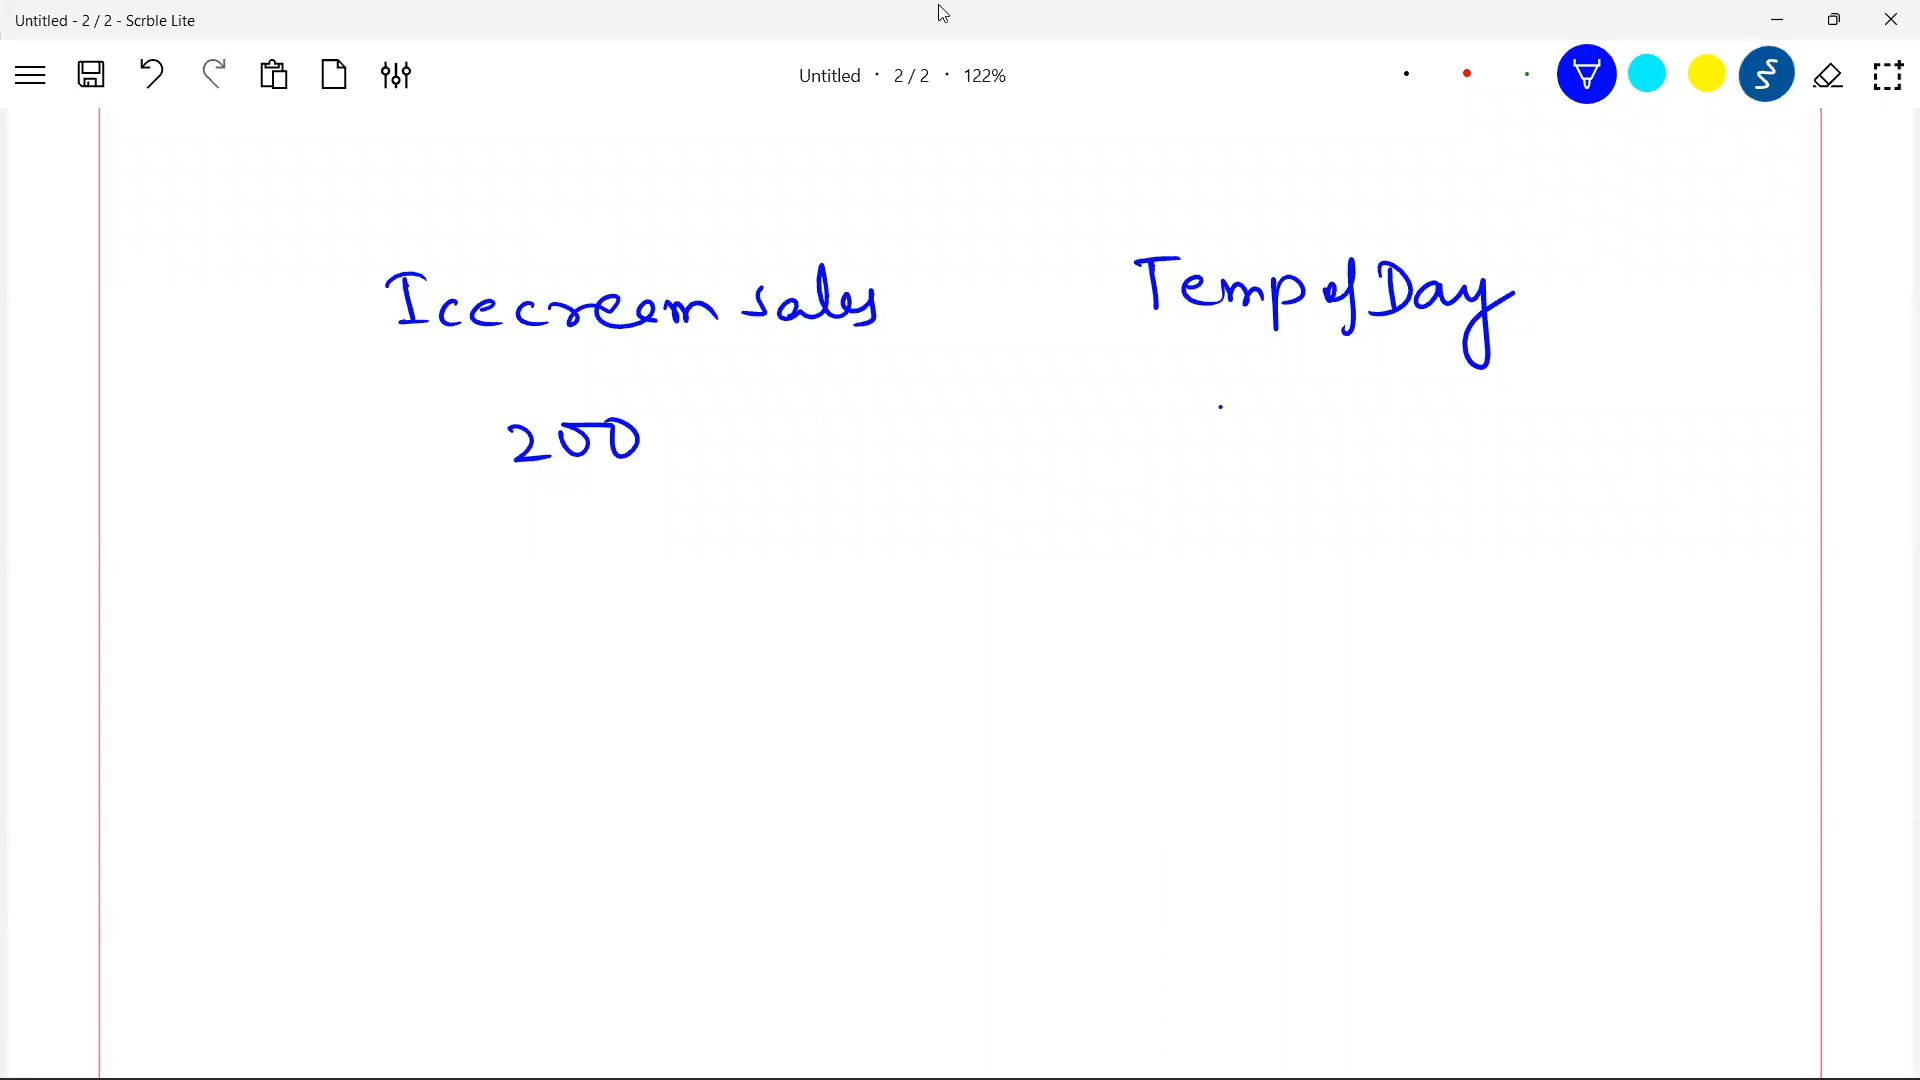 Untitled - 2 / 2 - Scrble Lite
Untitled · 2 / 2 · 122%
Icecream sales Temp of Day
200